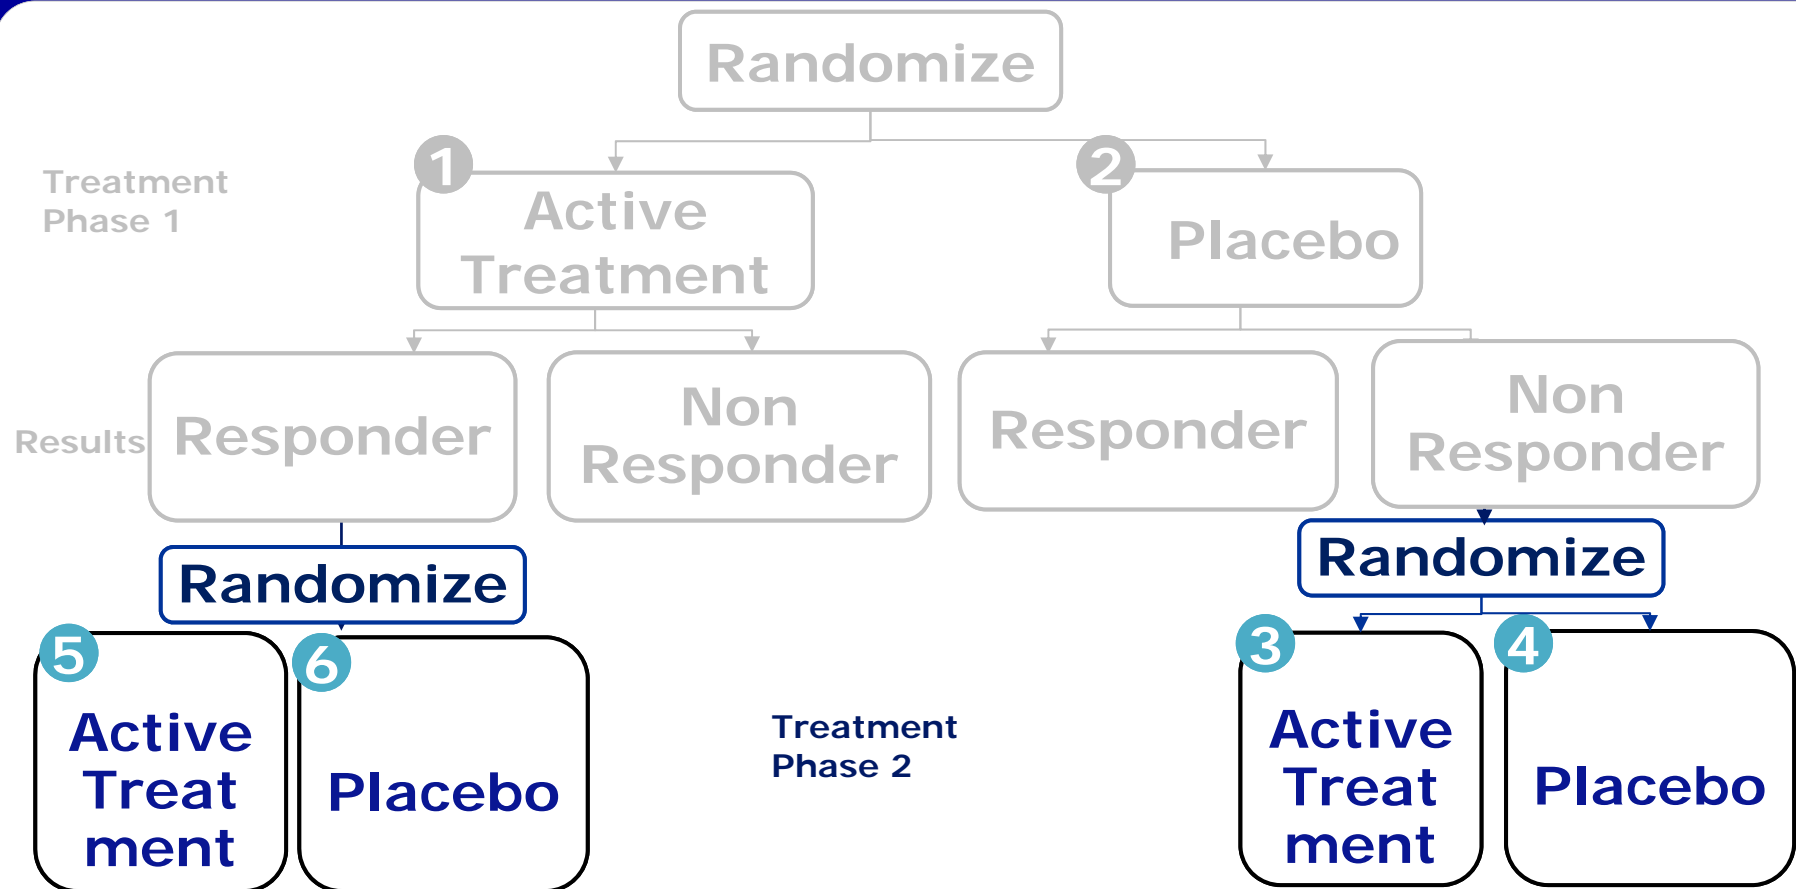 Randomize
1
2
Treatment
Phase 1
Active
Treatment
Placebo
Results
Responder
Non
Responder
Responder
Non
Responder
Randomize
Randomize
5
Active
Treat
ment
6
Placebo
Treatment
Phase 2
3
Active
Treat
ment
4
Placebo